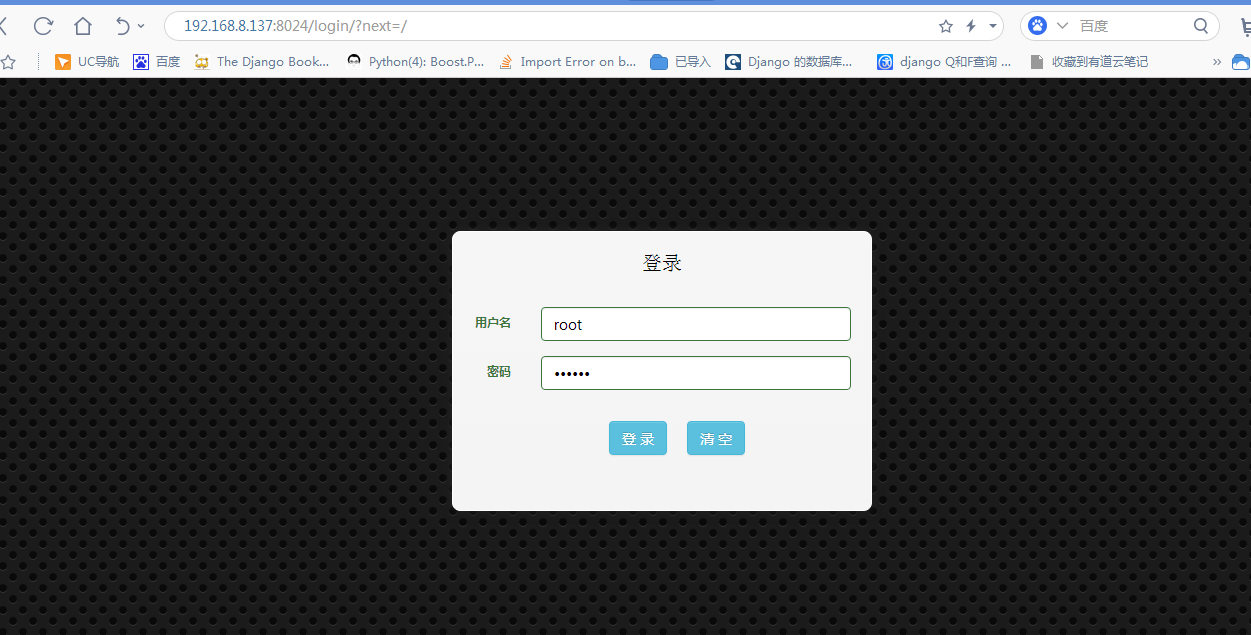 192.168.8.137:8024/login/?next=/
百度
UC导航 百度 The Django Book... Python(4): Boost.P... Import Error on b... 已导入 Django 的数据库... django Q和F查询 ... 收藏到有道云笔记 »
登录
用户名 root
密码 ••••••
登录 清空